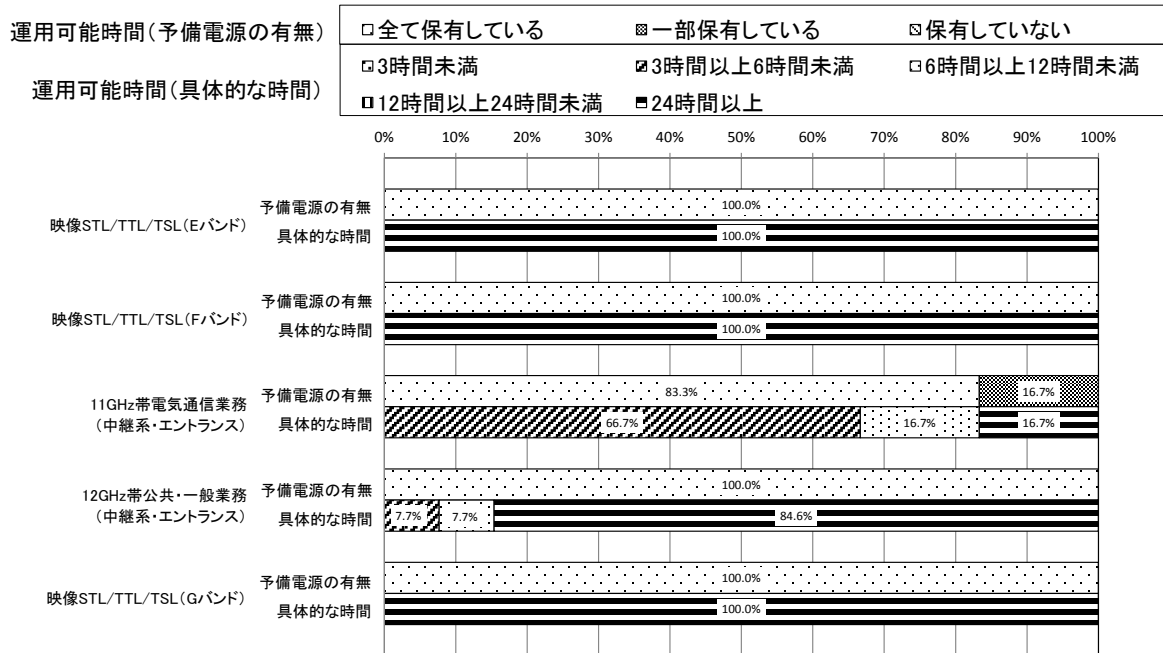 運用可能時間(予備電源の有無)
全て保有している 一部保有している 保有していない
運用可能時間(具体的な時間)
3時間未満 3時間以上6時間未満 6時間以上12時間未満
12時間以上24時間未満 24時間以上
0% 10% 20% 30% 40% 50% 60% 70% 80% 90% 100%
映像STL/TTL/TSL(Eバンド)
予備電源の有無 100.0%
具体的な時間 100.0%
映像STL/TTL/TSL(Fバンド)
予備電源の有無 100.0%
具体的な時間 100.0%
11GHz帯電気通信業務
(中継系・エントランス)
予備電源の有無 83.3% 16.7%
具体的な時間 66.7% 16.7% 16.7%
12GHz帯公共・一般業務
(中継系・エントランス)
予備電源の有無 100.0%
具体的な時間 7.7% 7.7% 84.6%
映像STL/TTL/TSL(Gバンド)
予備電源の有無 100.0%
具体的な時間 100.0%